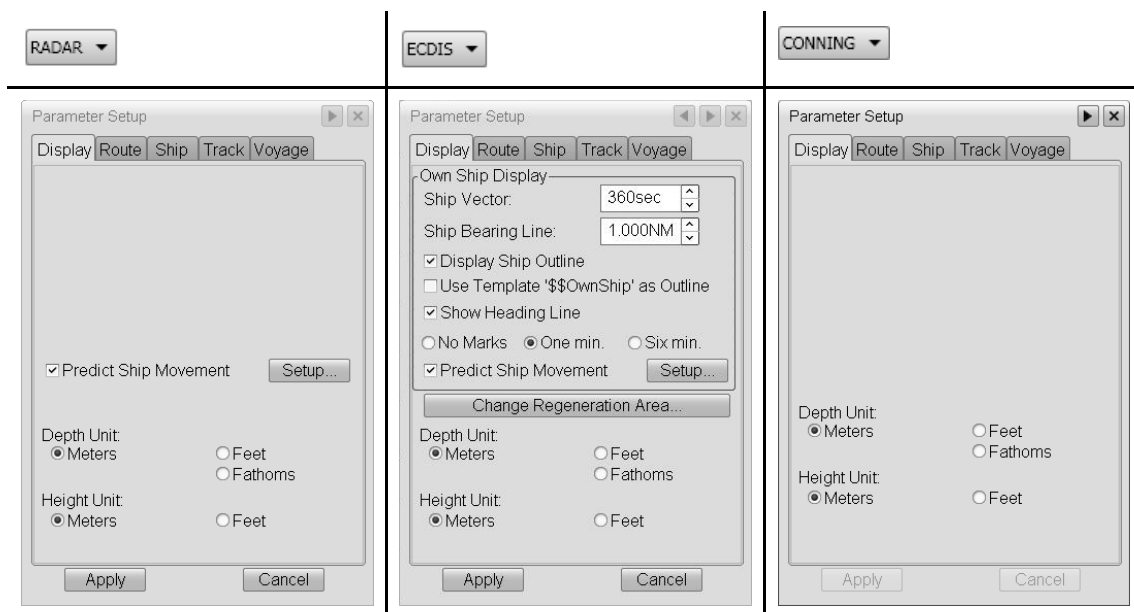 RADAR
ECDIS
CONNING
Parameter Setup
Display Route Ship Track Voyage
Predict Ship Movement Setup...
Depth Unit:
Meters Feet
Fathoms
Height Unit:
Meters Feet
Apply Cancel
Parameter Setup
Display Route Ship Track Voyage
Own Ship Display
Ship Vector: 360sec
Ship Bearing Line: 1.000NM
Display Ship Outline
Use Template '$$OwnShip' as Outline
Show Heading Line
No Marks One min. Six min.
Predict Ship Movement Setup...
Change Regeneration Area...
Depth Unit:
Meters Feet
Fathoms
Height Unit:
Meters Feet
Apply Cancel
Parameter Setup
Display Route Ship Track Voyage
Depth Unit:
Meters Feet
Fathoms
Height Unit:
Meters Feet
Apply Cancel